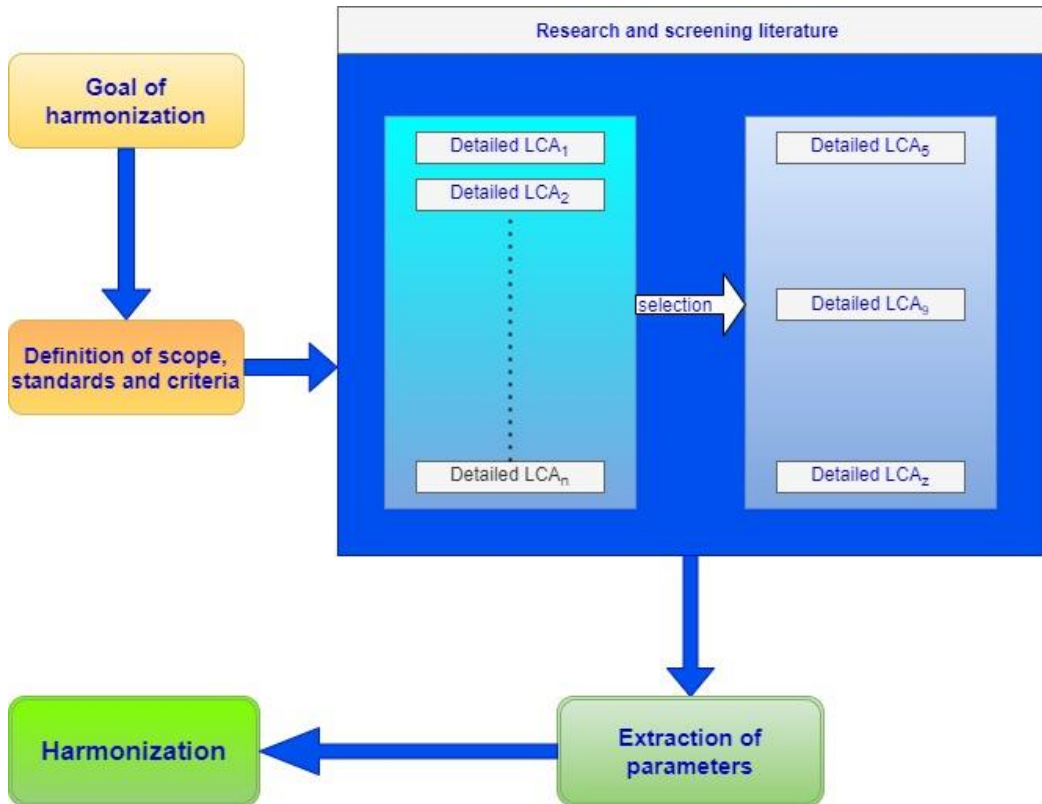 Research and screening literature
Goal of
harmonization
Detailed LCA₁
Detailed LCA₂
Detailed LCAₙ
selection
Detailed LCA₅
Detailed LCA₉
Detailed LCA_z
Definition of scope,
standards and criteria
Extraction of
parameters
Harmonization